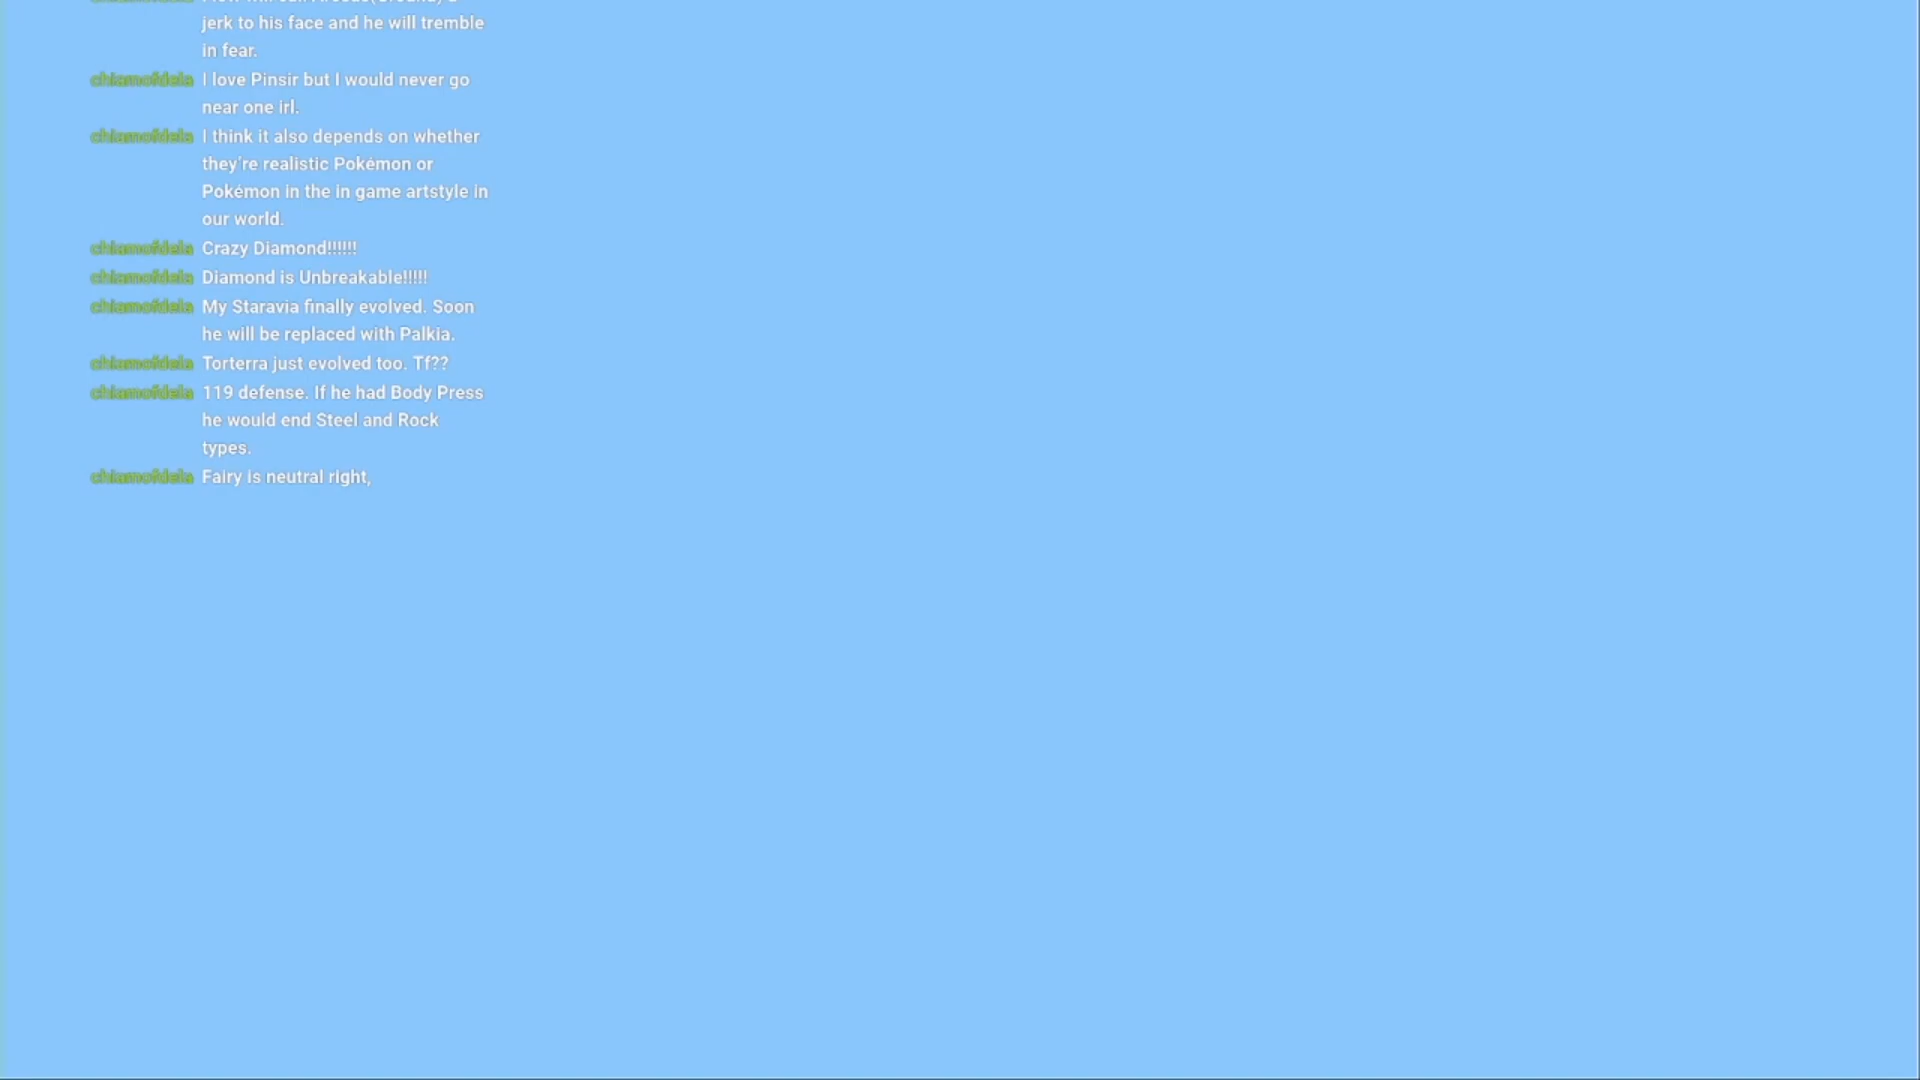 jerk to his face and he will tremble
in fear.
chiamofdela I love Pinsir but I would never go
near one irl.
chiamofdela I think it also depends on whether
they're realistic Pokémon or
Pokémon in the in game artstyle in
our world.
chiamofdela Crazy Diamond!!!!!!
chiamofdela Diamond is Unbreakable!!!!!
chiamofdela My Staravia finally evolved. Soon
he will be replaced with Palkia.
chiamofdela Torterra just evolved too. Tf??
chiamofdela 119 defense. If he had Body Press
he would end Steel and Rock
types.
chiamofdela Fairy is neutral right,